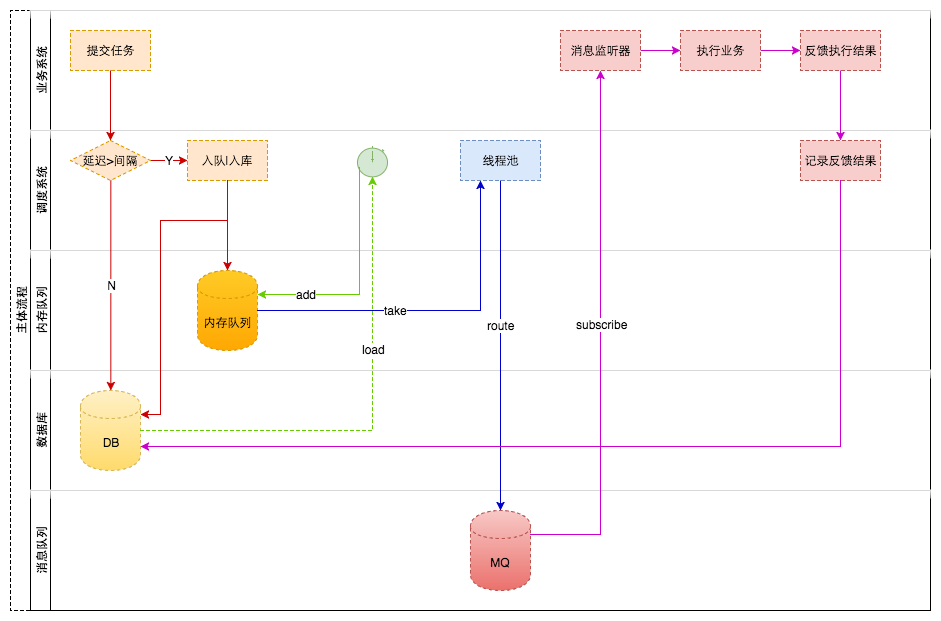 主体流程
业务系统
提交任务
消息监听器
执行业务
反馈执行结果
调度系统
延迟>间隔
Y
入队|入库
线程池
记录反馈结果
内存队列
N
内存队列
add
take
route
subscribe
load
数据库
DB
消息队列
MQ